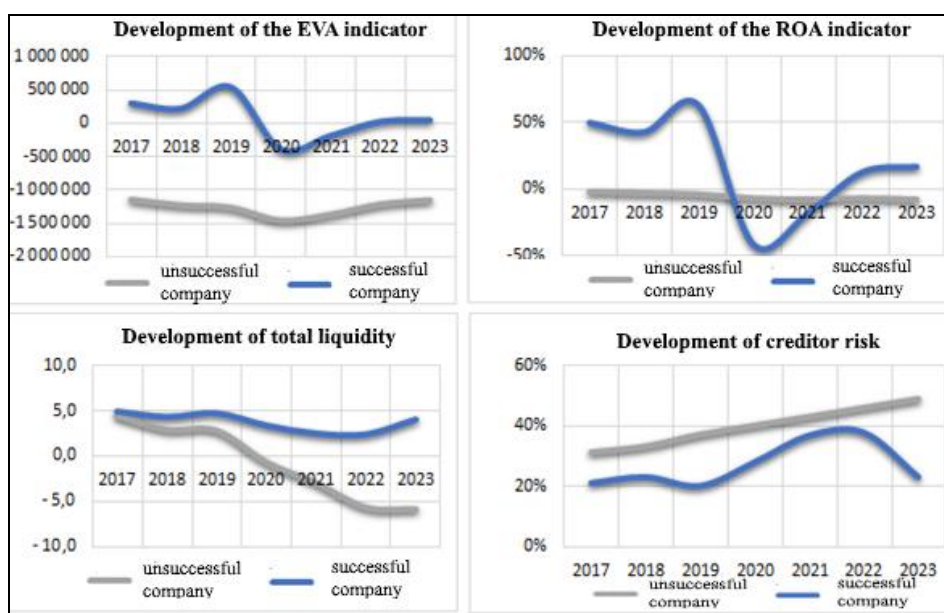 Development of the EVA indicator
1 000 000
500 000
0
-500 000
-1 000 000
-1500 000
-2 000 000
2017 2018 2019 2020 2021 2022 2023
unsuccessful company
successful company
Development of the ROA indicator
100%
50%
0%
-50%
2017 2018 2019 2020 2021 2022 2023
unsuccessful company
successful company
Development of total liquidity
10,0
5,0
0,0
- 5,0
- 10,0
2017 2018 2019 2020 2021 2022 2023
unsuccessful company
successful company
Development of creditor risk
60%
40%
20%
0%
2017 2018 2019 2020 2021 2022 2023
unsuccessful company
successful company